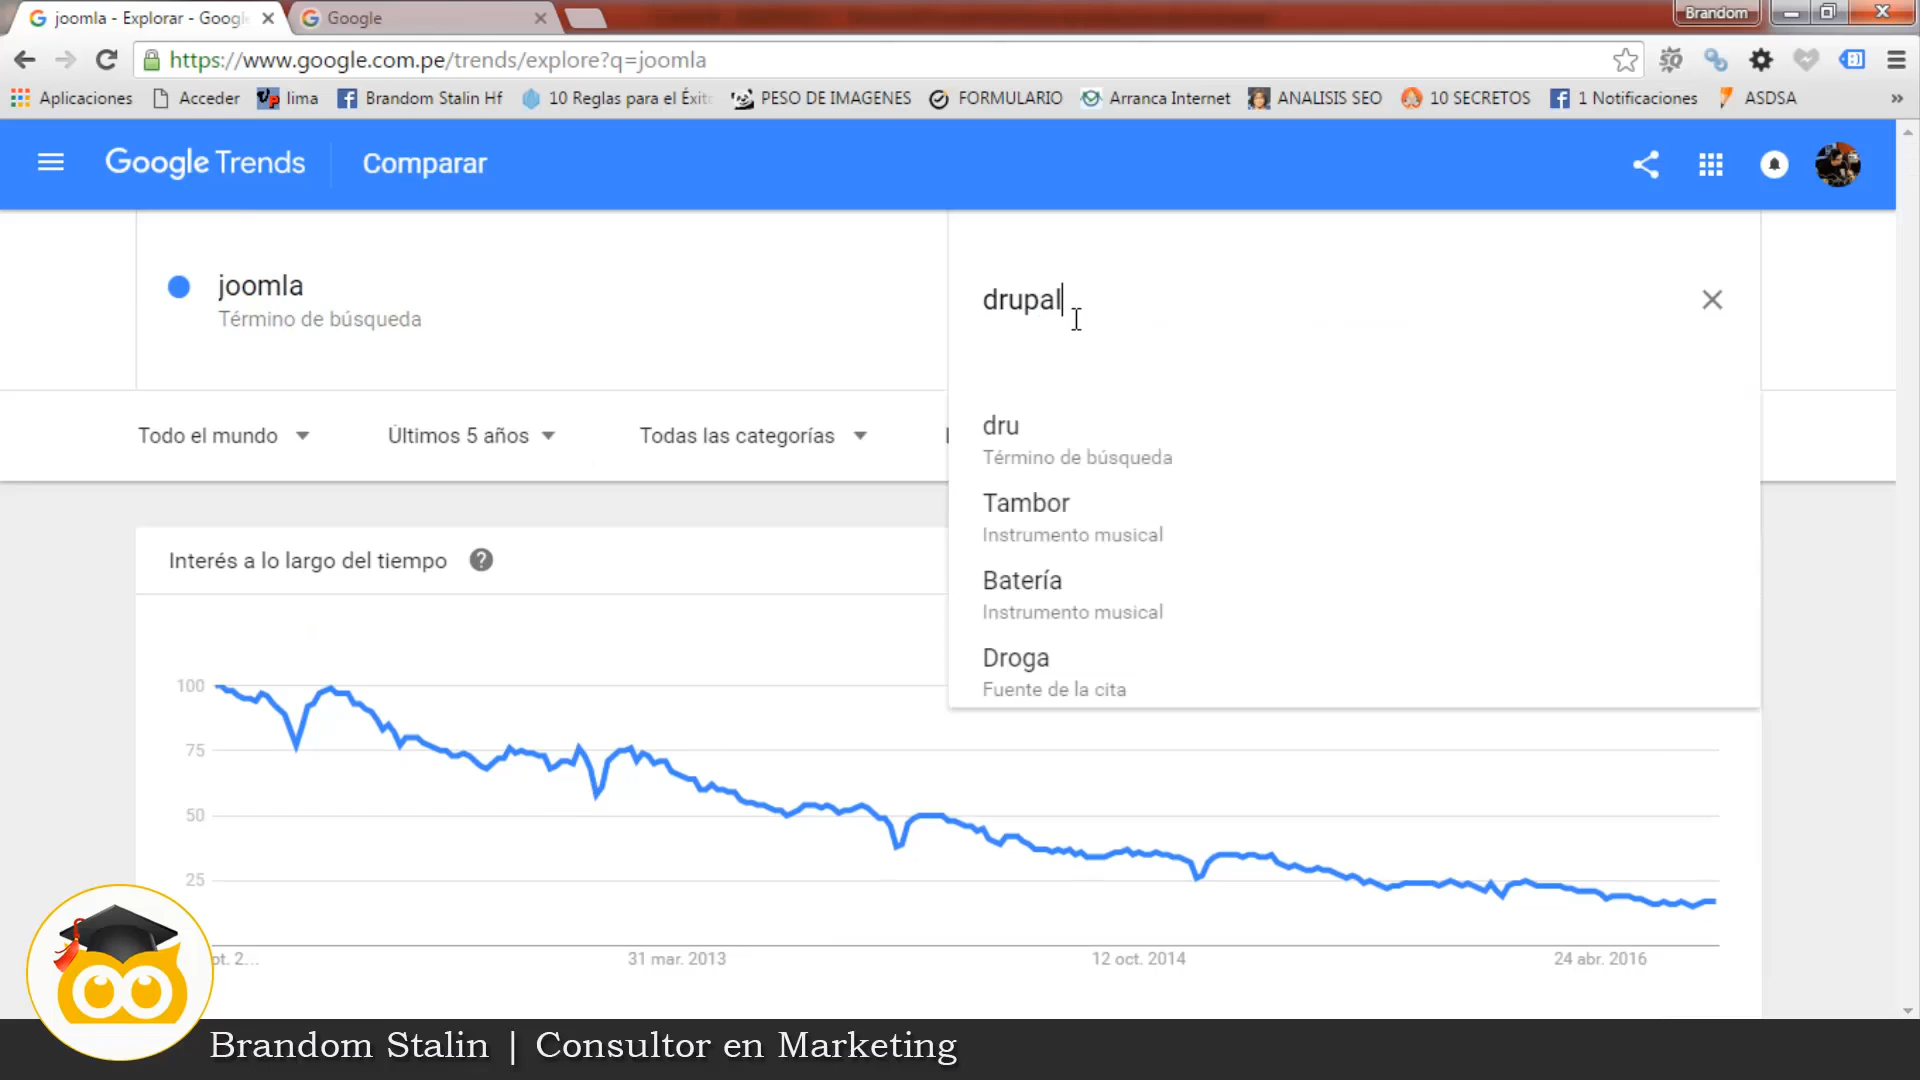 joomla - Explorar - Googl
Google
Brandom
https://www.google.com.pe/trends/explore?q=joomla
Aplicaciones
Acceder
lima
Brandom Stalin Hf
10 Reglas para el Éxito
PESO DE IMAGENES
FORMULARIO
Arranca Internet
ANALISIS SEO
10 SECRETOS
1 Notificaciones
ASDSA
»
Google Trends
Comparar
joomla
Término de búsqueda
drupal
Todo el mundo
Últimos 5 años
Todas las categorías
dru
Término de búsqueda
Tambor
Instrumento musical
Batería
Instrumento musical
Droga
Fuente de la cita
Interés a lo largo del tiempo
?
100
75
50
25
pt. 2...
31 mar. 2013
12 oct. 2014
24 abr. 2016
Brandom Stalin | Consultor en Marketing